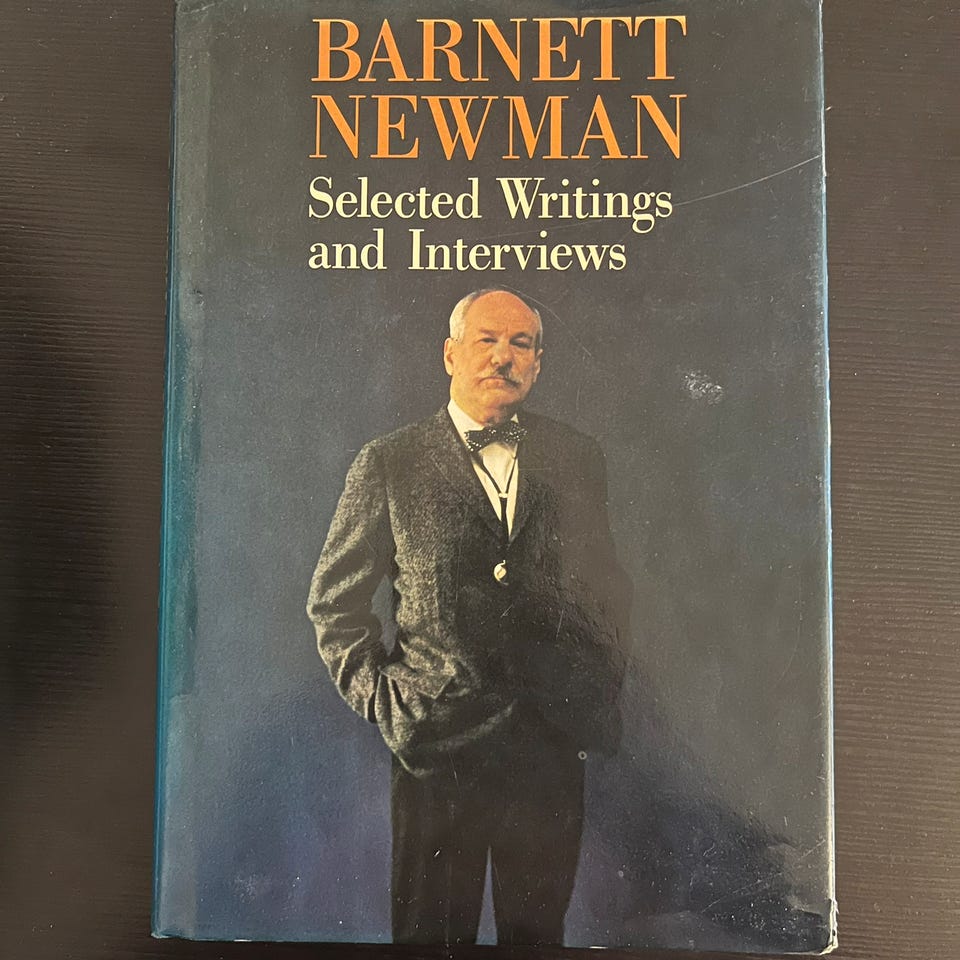 BARNETT
NEWMAN
Selected Writings
and Interviews